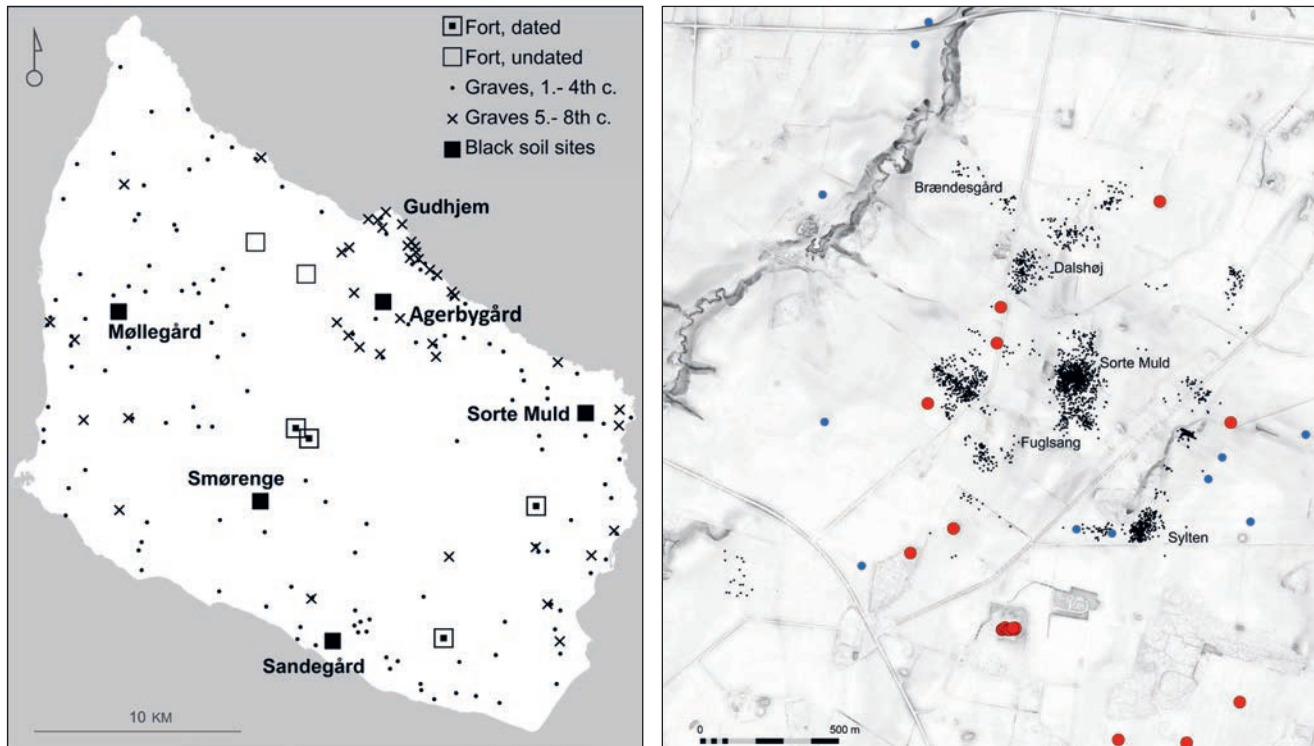 Fort, dated
Fort, undated
Graves, 1.- 4th c.
Graves 5.- 8th c.
Black soil sites
Gudhjem
Agerbygård
Møllegård
Sorte Muld
Smørenge
Sandegård
10 KM
Brændesgård
Dalshøj
Sorte Muld
Fuglsang
Sylten
0 500 m